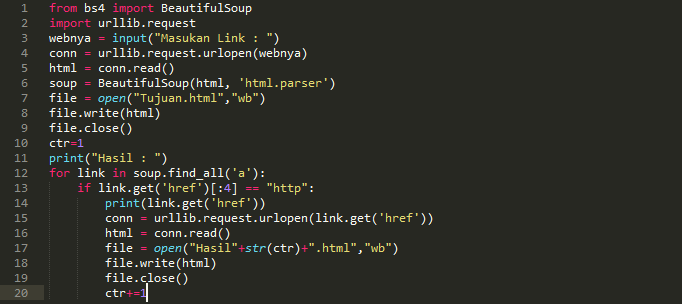 1 from bs4 import BeautifulSoup
2 import urllib.request
3 webnya = input("Masukan Link : ")
4 conn = urllib.request.urlopen(webnya)
5 html = conn.read()
6 soup = BeautifulSoup(html, 'html.parser')
7 file = open("Tujuan.html","wb")
8 file.write(html)
9 file.close()
10 ctr=1
11 print("Hasil : ")
12 for link in soup.find_all('a'):
13     if link.get('href')[:4] == "http":
14         print(link.get('href'))
15         conn = urllib.request.urlopen(link.get('href'))
16         html = conn.read()
17         file = open("Hasil"+str(ctr)+".html","wb")
18         file.write(html)
19         file.close()
20         ctr+=1